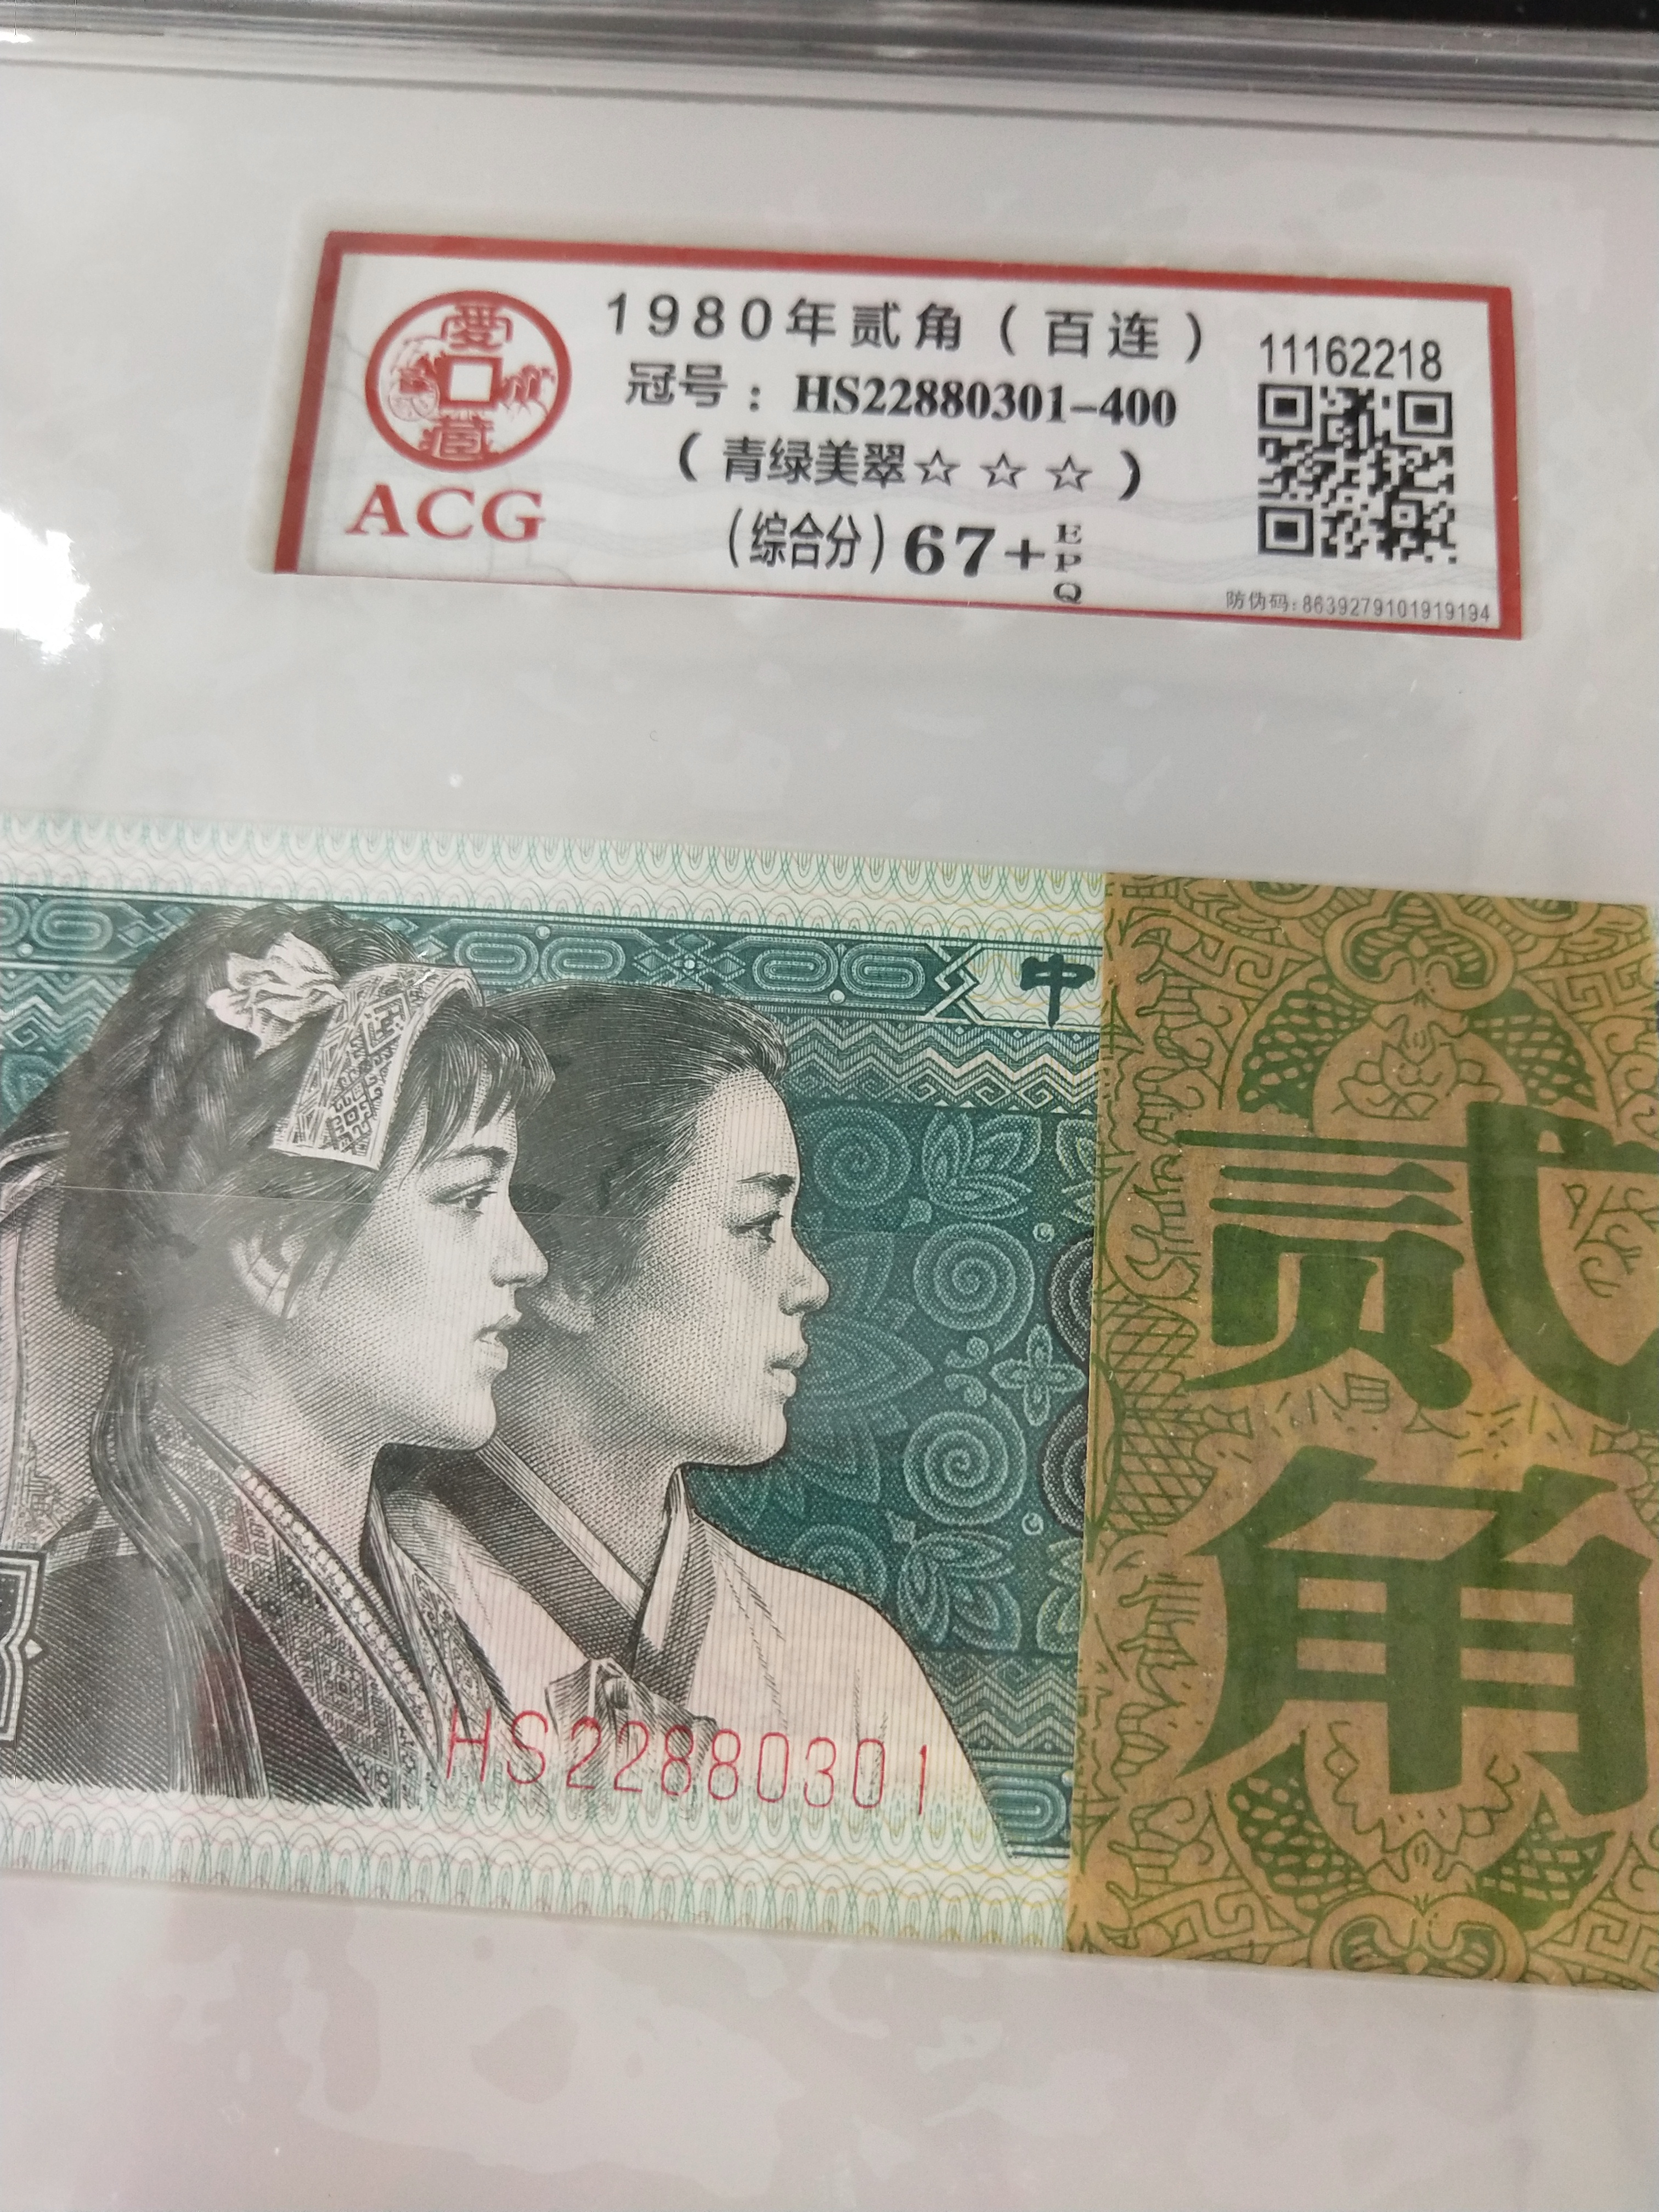 爱
藏
ACG
1980年贰角（百连）
冠号：HS22880301-400
（青绿美翠☆☆☆）
（综合分）67+EPQ
11162218
防伪码:8639279101919194
中
贰
角
HS22880301